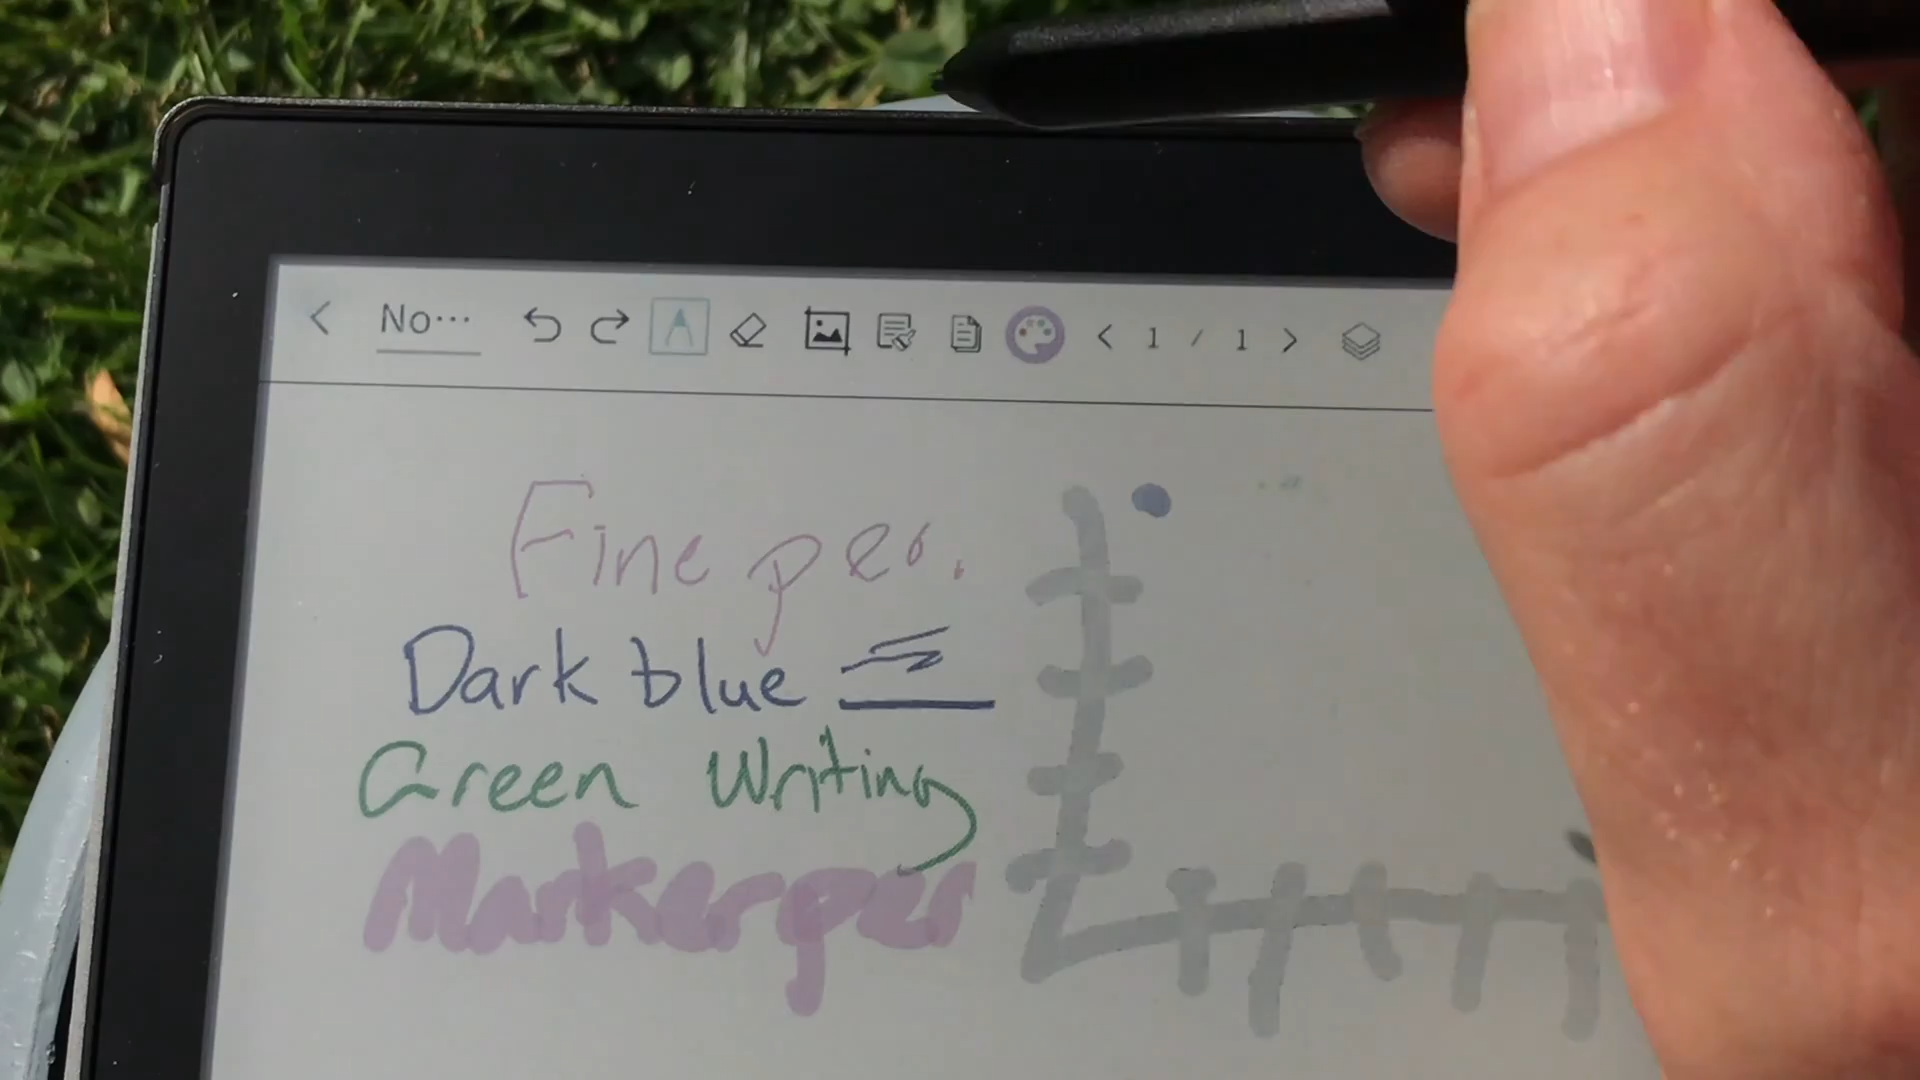 No...
1 / 1
Fine pen.
Dark blue
Green Writing
Marker pen